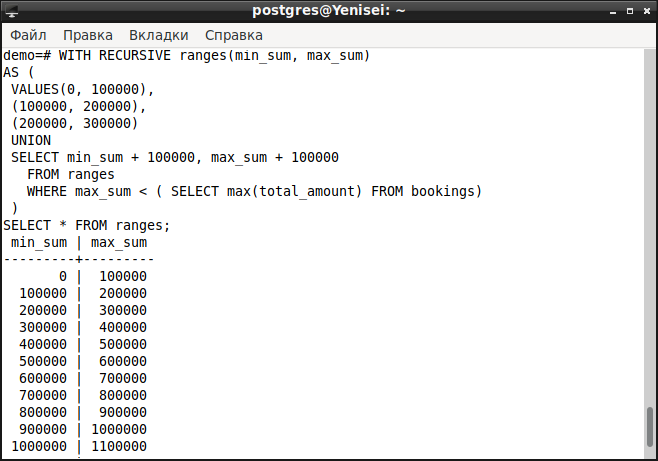 postgres@Yenisei: ~
Файл Правка Вкладки Справка
demo=# WITH RECURSIVE ranges(min_sum, max_sum)
AS (
 VALUES(0, 100000),
 (100000, 200000),
 (200000, 300000)
 UNION
 SELECT min_sum + 100000, max_sum + 100000
   FROM ranges
   WHERE max_sum < ( SELECT max(total_amount) FROM bookings)
 )
SELECT * FROM ranges;
 min_sum | max_sum
---------+---------
       0 |  100000
  100000 |  200000
  200000 |  300000
  300000 |  400000
  400000 |  500000
  500000 |  600000
  600000 |  700000
  700000 |  800000
  800000 |  900000
  900000 | 1000000
 1000000 | 1100000